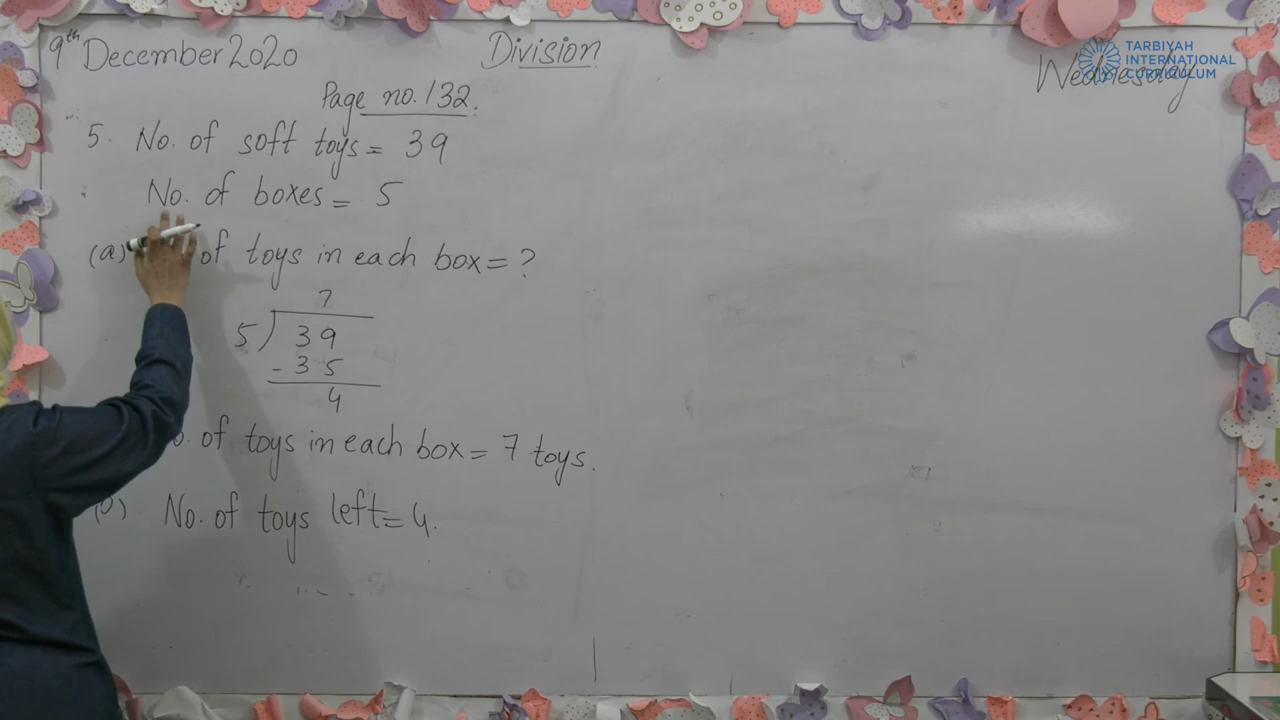 9th December 2020
Division
Wednesday
TARBIYAH
INTERNATIONAL
CURRICULUM
Page no. 132.
5. No. of soft toys = 39
No. of boxes = 5
(a) of toys in each box = ?
7
5 ) 39
- 35
4
of toys in each box = 7 toys.
No. of toys left = 4.